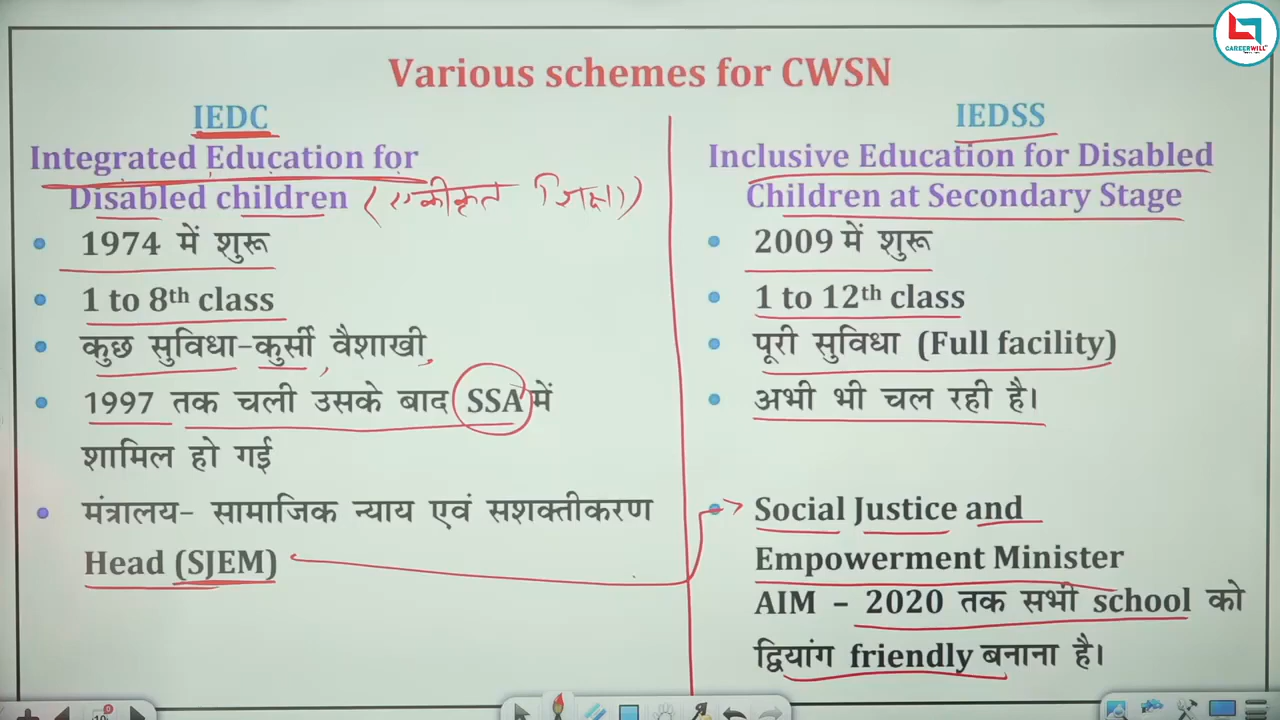 CAREERWILL
Various schemes for CWSN
IEDC
Integrated Education for
Disabled children (एकीकृत शिक्षा)
1974 में शुरू
1 to 8th class
कुछ सुविधा-कुर्सी, वैशाखी,
1997 तक चली उसके बाद SSA में
शामिल हो गई
मंत्रालय- सामाजिक न्याय एवं सशक्तीकरण
Head (SJEM)
IEDSS
Inclusive Education for Disabled
Children at Secondary Stage
2009 में शुरू
1 to 12th class
पूरी सुविधा (Full facility)
अभी भी चल रही है।
Social Justice and
Empowerment Minister
AIM - 2020 तक सभी school को
द्वियांग friendly बनाना है।